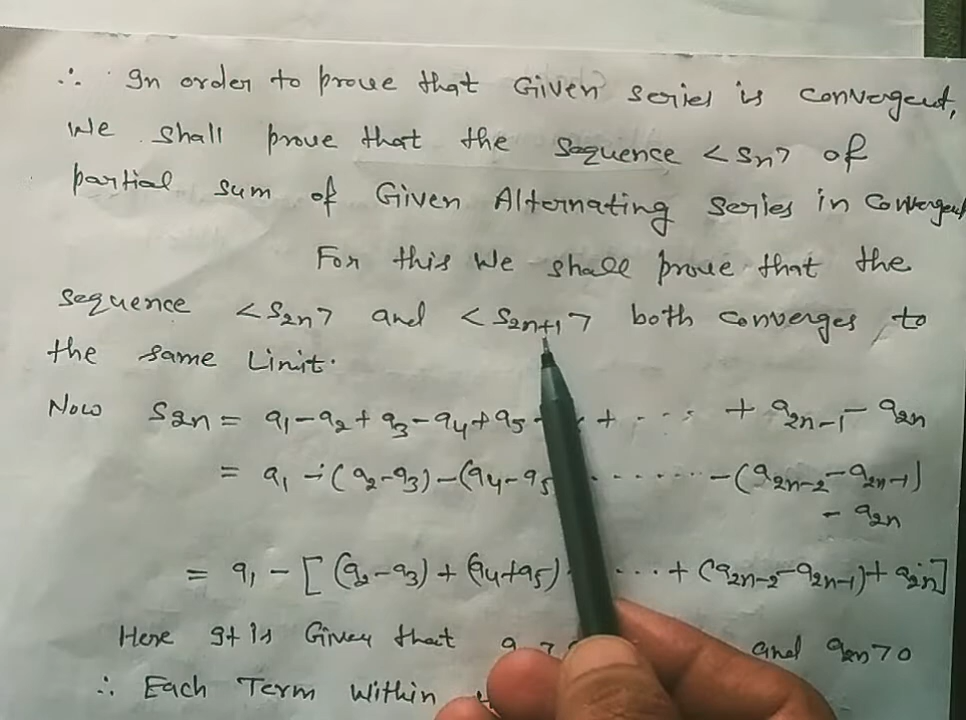 ∴ In order to prove that Given series is convergent,
We shall prove that the sequence <Sn> of
partial sum of Given Alternating series in convergent
For this We shall prove that the
sequence <S2n> and <S2n+1> both converges to
the same Limit.
Now S2n = a1-a2+a3-a4+a5 + ... + a2n-1 - a2n
= a1 - (a2-a3)-(a4-a5 ....... -(a2n-2-a2n-1)
- a2n
= a1 - [(a2-a3)+(a4+a5) .... + (a2n-2-a2n-1)+a2n]
Here It is Given that and a2n>0
∴ Each Term within